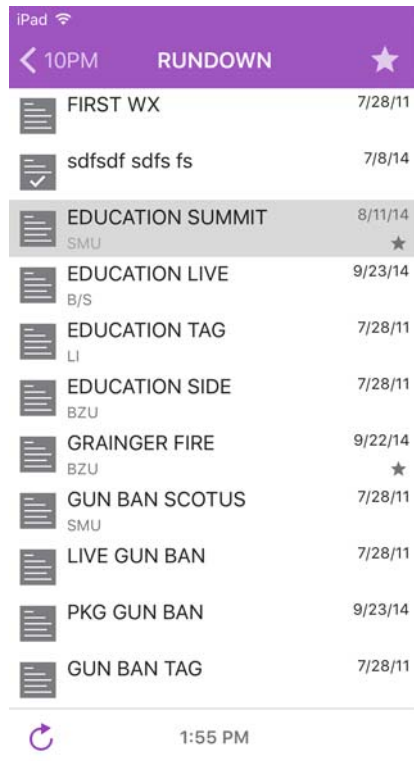 iPad
10PM RUNDOWN
FIRST WX 7/28/11
sdfsdf sdfs fs 7/8/14
EDUCATION SUMMIT 8/11/14
SMU
EDUCATION LIVE 9/23/14
B/S
EDUCATION TAG 7/28/11
LI
EDUCATION SIDE 7/28/11
BZU
GRAINGER FIRE 9/22/14
BZU
GUN BAN SCOTUS 7/28/11
SMU
LIVE GUN BAN 7/28/11
PKG GUN BAN 9/23/14
GUN BAN TAG 7/28/11
1:55 PM